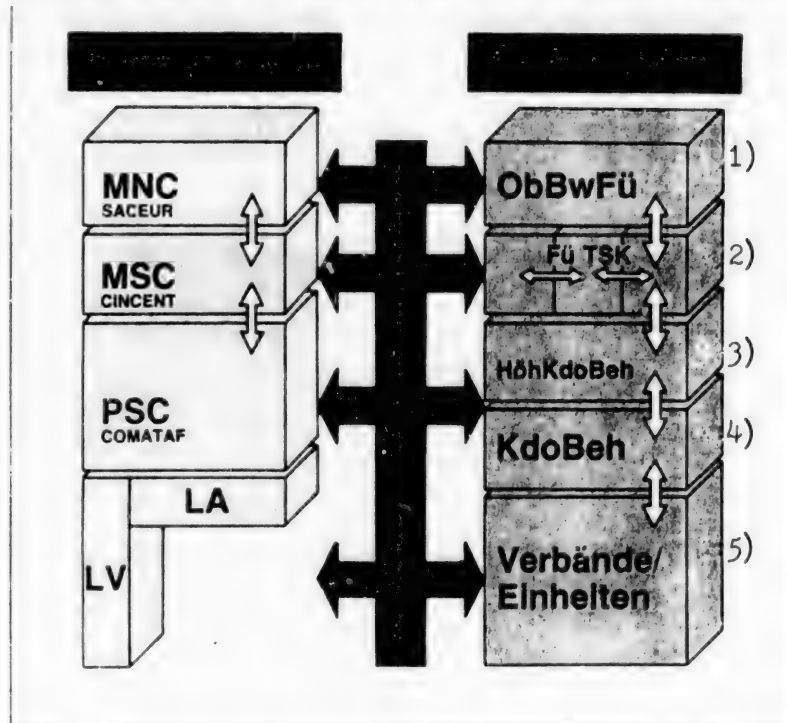 MNC
SACEUR
MSC
CINCENT
PSC
COMATAF
LA
LV
ObBwFü
Fü TSK
HöhKdoBeh
KdoBeh
Verbände/
Einheiten
1)
2)
3)
4)
5)